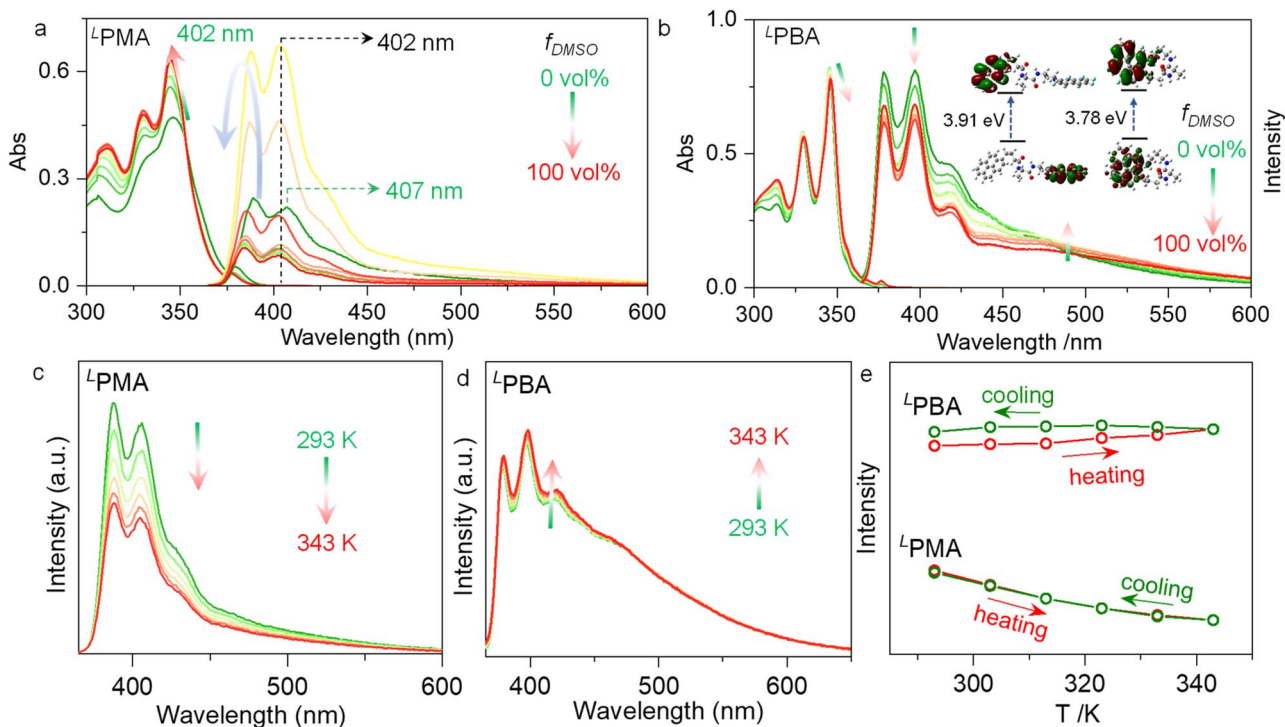 a
ᴸPMA
402 nm
402 nm
407 nm
f_DMSO
0 vol%
100 vol%
Abs
0.6
0.3
0.0
300 350 400 450 500 550 600
Wavelength (nm)
b
ᴸPBA
3.91 eV
3.78 eV
f_DMSO
0 vol%
100 vol%
Abs
1.0
0.5
0.0
300 350 400 450 500 550 600
Wavelength /nm
Intensity
c
ᴸPMA
293 K
343 K
Intensity (a.u.)
400 500 600
Wavelength (nm)
d
ᴸPBA
343 K
293 K
Intensity (a.u.)
400 500 600
Wavelength (nm)
e
ᴸPBA
cooling
heating
ᴸPMA
cooling
heating
Intensity
300 320 340
T /K